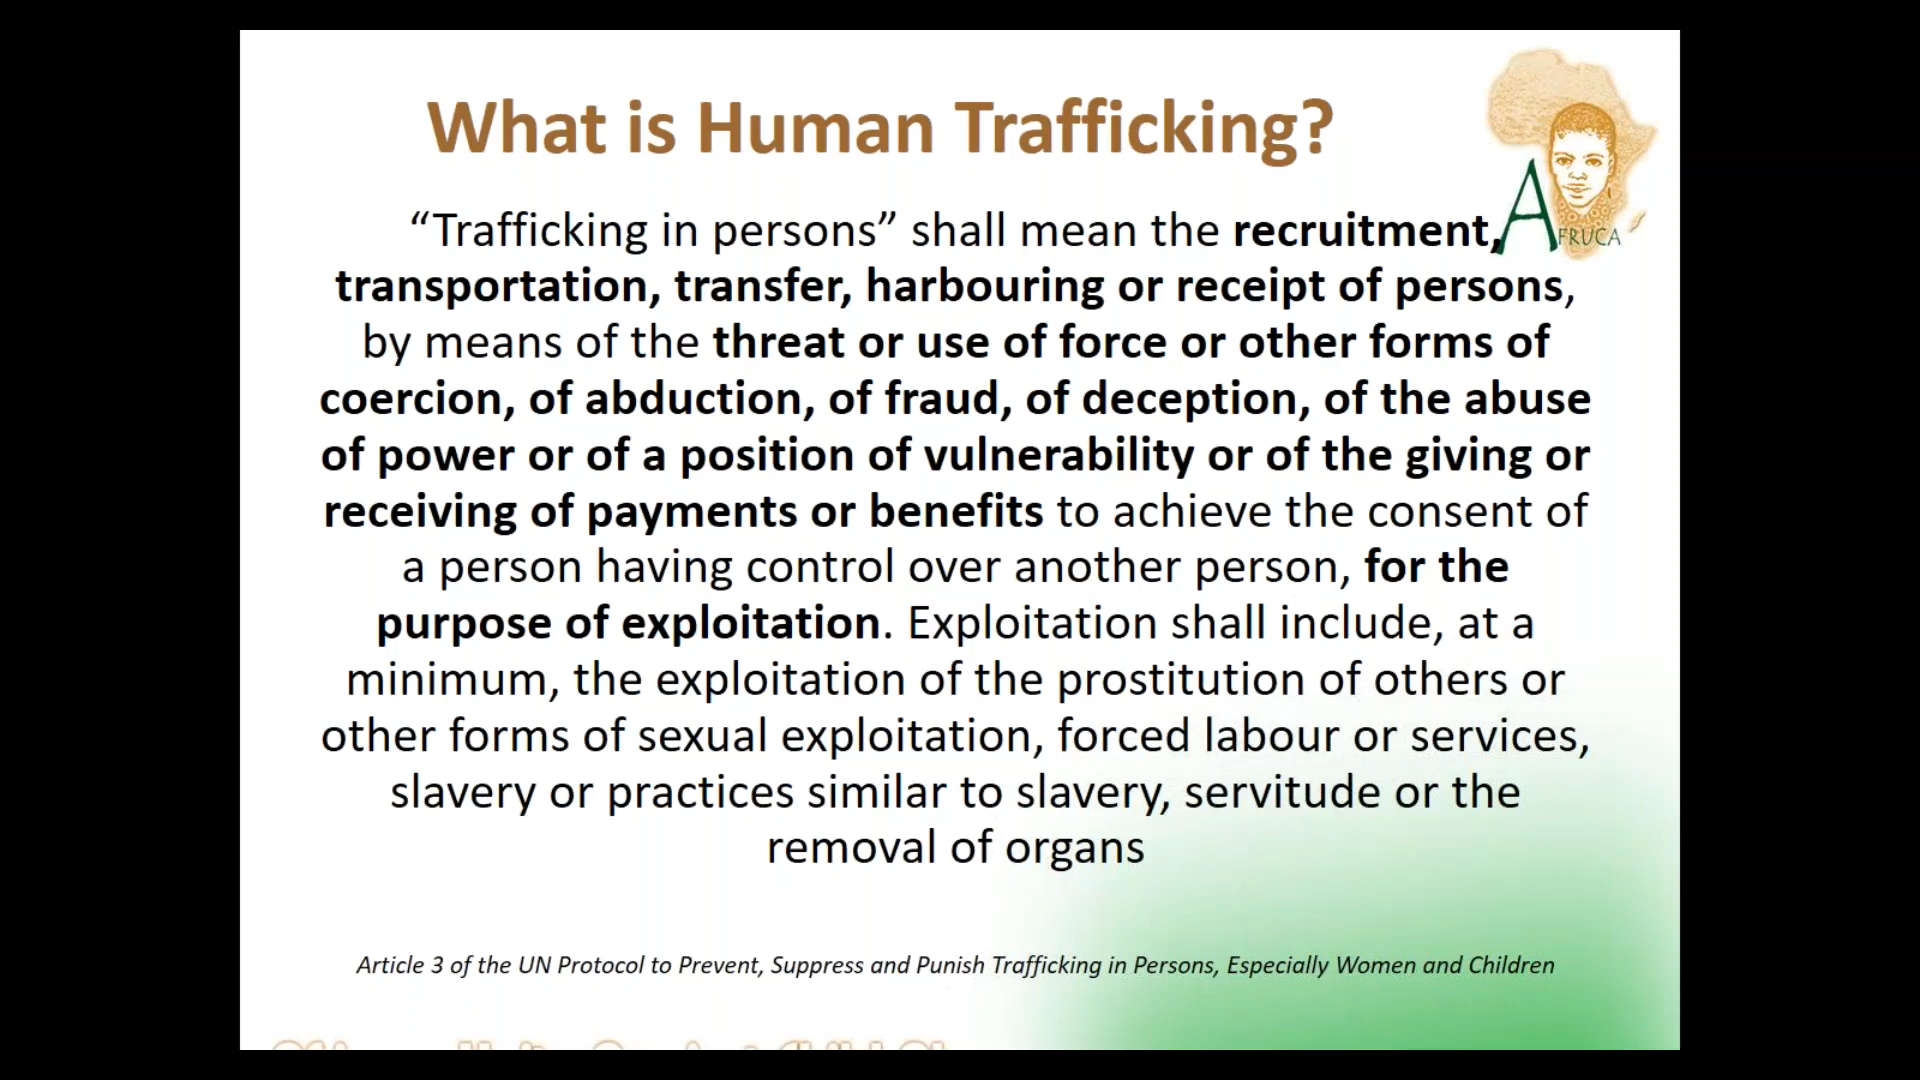 What is Human Trafficking?
“Trafficking in persons” shall mean the recruitment,
transportation, transfer, harbouring or receipt of persons,
by means of the threat or use of force or other forms of
coercion, of abduction, of fraud, of deception, of the abuse
of power or of a position of vulnerability or of the giving or
receiving of payments or benefits to achieve the consent of
a person having control over another person, for the
purpose of exploitation. Exploitation shall include, at a
minimum, the exploitation of the prostitution of others or
other forms of sexual exploitation, forced labour or services,
slavery or practices similar to slavery, servitude or the
removal of organs
Article 3 of the UN Protocol to Prevent, Suppress and Punish Trafficking in Persons, Especially Women and Children
AFRUCA